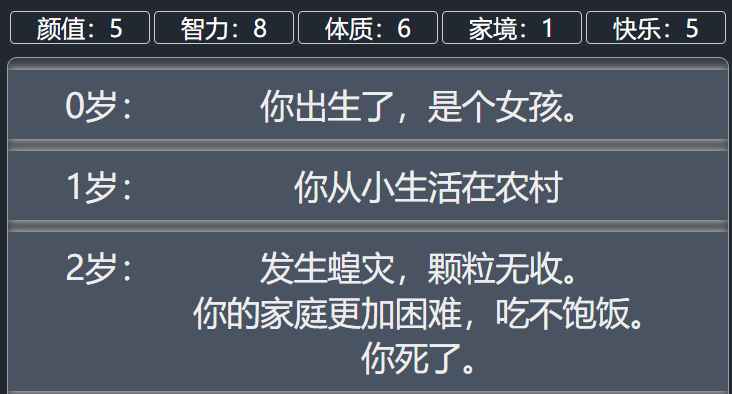 颜值：5 智力：8 体质：6 家境：1 快乐：5
0岁： 你出生了，是个女孩。
1岁： 你从小生活在农村
2岁： 发生蝗灾，颗粒无收。
你的家庭更加困难，吃不饱饭。
你死了。